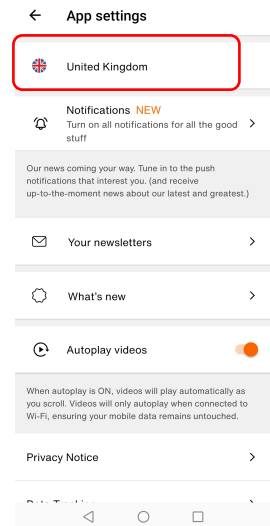 App settings
United Kingdom
Notifications NEW
Turn on all notifications for all the good
stuff
Our news coming your way. Tune in to the push
notifications that interest you. (and receive
up-to-the-moment news about our latest and greatest.)
Your newsletters
What's new
Autoplay videos
When autoplay is ON, videos will play automatically as
you scroll. Videos will only autoplay when connected to
Wi-Fi, ensuring your mobile data remains untouched.
Privacy Notice